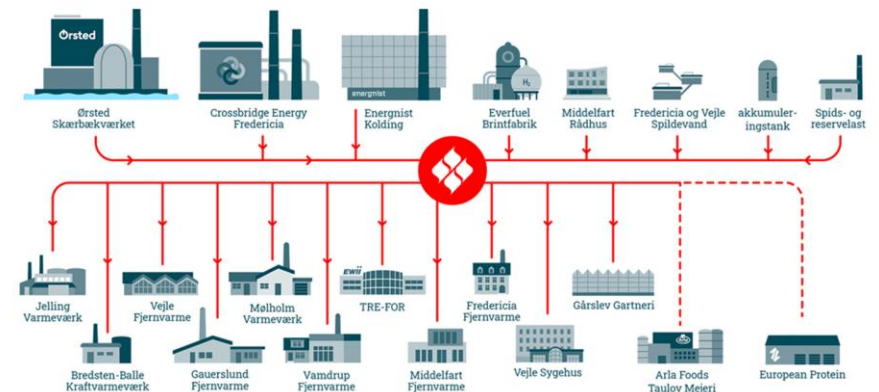 Ørsted
energnist
H₂
Ørsted
Skærbækværket
Crossbridge Energy
Fredericia
Energnist
Kolding
Everfuel
Brintfabrik
Middelfart
Rådhus
Fredericia og Vejle
Spildevand
akkumuler-
ingstank
Spids- og
reservelast
EWII
Arla
Jelling
Varmeværk
Vejle
Fjernvarme
Mølholm
Varmeværk
TRE-FOR
Fredericia
Fjernvarme
Gårslev Gartneri
Bredsten-Balle
Kraftvarmeværk
Gauerslund
Fjernvarme
Vamdrup
Fjernvarme
Middelfart
Fjernvarme
Vejle Sygehus
Arla Foods
Taulov Mejeri
European Protein